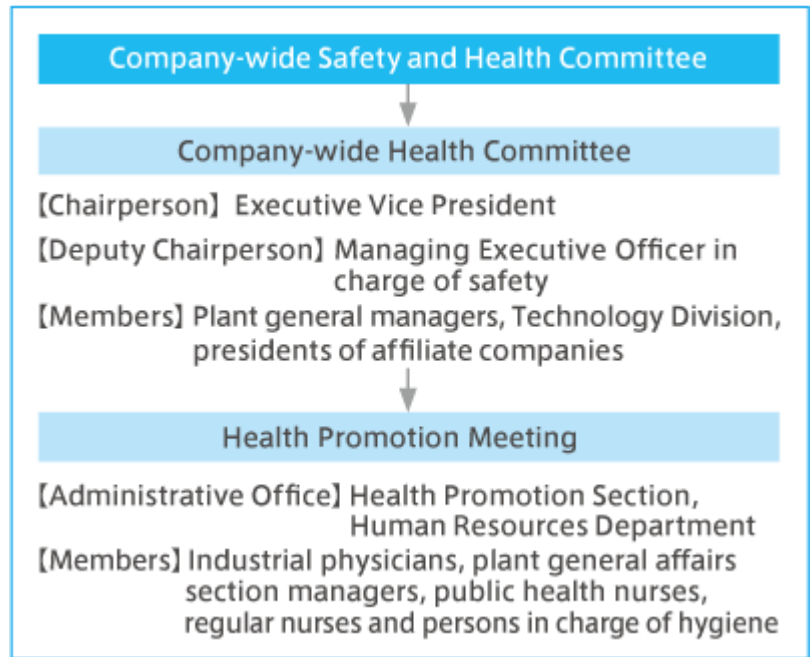 Company-wide Safety and Health Committee
Company-wide Health Committee
【Chairperson】 Executive Vice President
【Deputy Chairperson】 Managing Executive Officer in
charge of safety
【Members】 Plant general managers, Technology Division,
presidents of affiliate companies
Health Promotion Meeting
【Administrative Office】 Health Promotion Section,
Human Resources Department
【Members】 Industrial physicians, plant general affairs
section managers, public health nurses,
regular nurses and persons in charge of hygiene